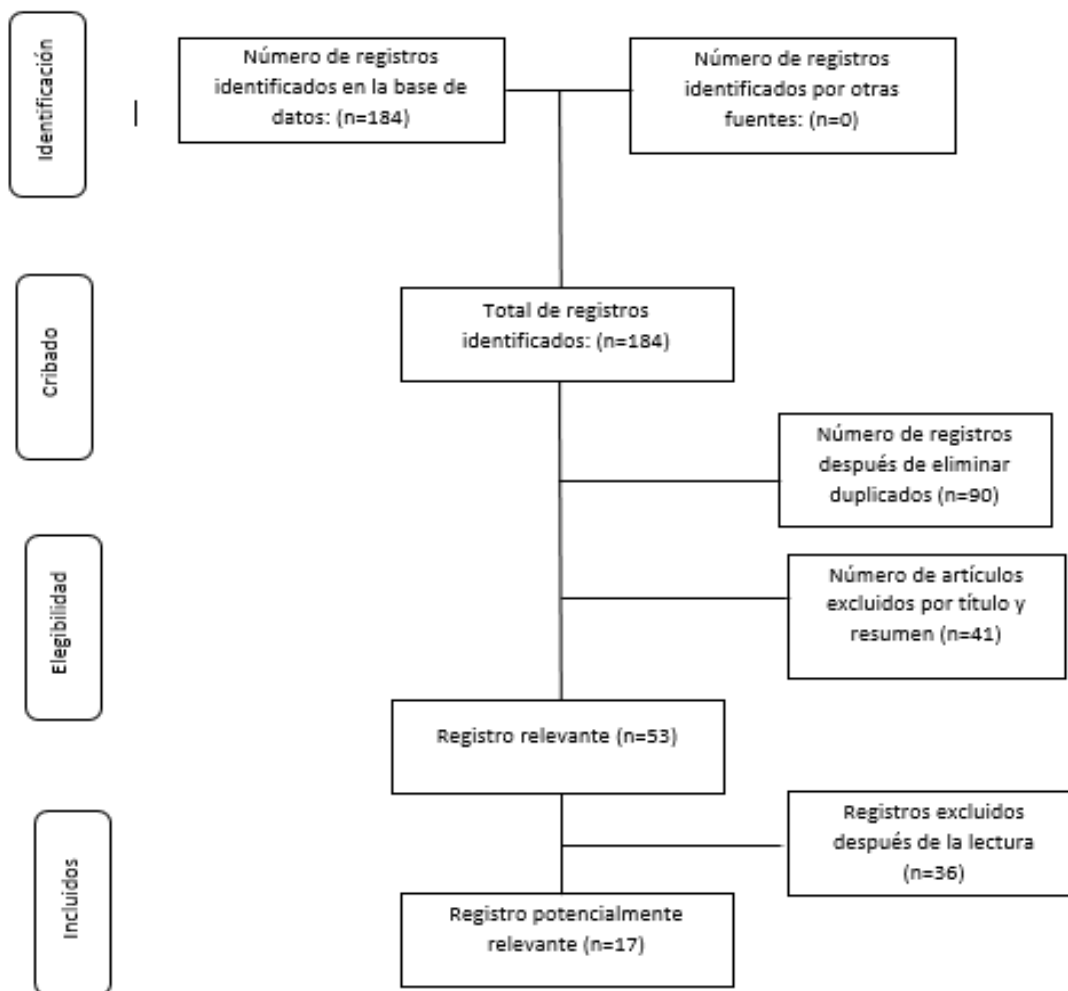 Identificación
Número de registros
identificados en la base de
datos: (n=184)
Número de registros
identificados por otras
fuentes: (n=0)
Cribado
Total de registros
identificados: (n=184)
Número de registros
después de eliminar
duplicados (n=90)
Elegibilidad
Número de artículos
excluidos por título y
resumen (n=41)
Registro relevante (n=53)
Incluidos
Registros excluidos
después de la lectura
(n=36)
Registro potencialmente
relevante (n=17)